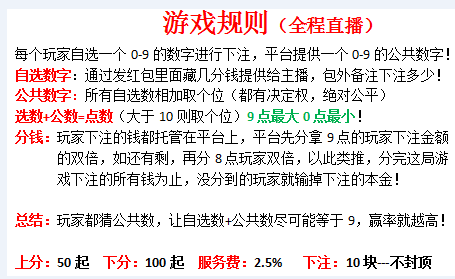 游戏规则（全程直播）
每个玩家自选一个 0-9 的数字进行下注，平台提供一个 0-9 的公共数字！
自选数字：通过发红包里面藏几分钱提供给主播，包外备注下注多少！
公共数字：所有自选数相加取个位（都有决定权，绝对公平）
选数+公数=点数（大于 10 则取个位）9 点最大 0 点最小！
分钱：玩家下注的钱都托管在平台上，平台先分拿 9 点的玩家下注金额
的双倍，如还有剩，再分 8 点玩家双倍，以此类推，分完这局游
戏下注的所有钱为止，没分到的玩家就输掉下注的本金！
总结：玩家都猜公共数，让自选数+公共数尽可能等于 9，赢率就越高！
上分：50 起 下分：100 起 服务费：2.5% 下注：10 块---不封顶